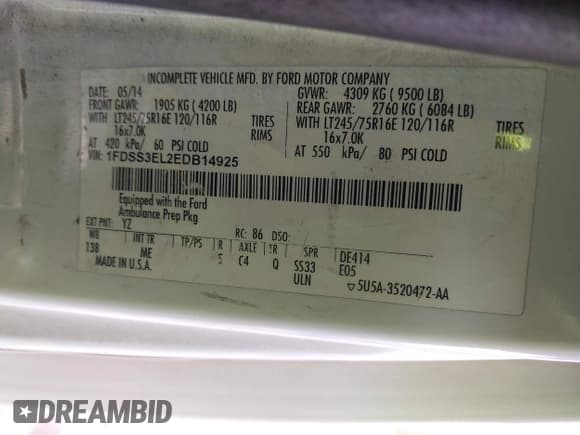 INCOMPLETE VEHICLE MFD. BY FORD MOTOR COMPANY
DATE: 05/14 GVWR: 4309 KG ( 9500 LB)
FRONT GAWR: 1905 KG ( 4200 LB) REAR GAWR: 2760 KG ( 6084 LB)
WITH LT245/75R16E 120/116R TIRES WITH LT245/75R16E 120/116R TIRES
16x7.0K RIMS 16x7.0K RIMS
AT 420 kPa/ 60 PSI COLD AT 550 kPa/ 80 PSI COLD
VIN: 1FDSS3EL2EDB14925
Equipped with the Ford
Ambulance Prep Pkg
EXT PNT: YZ RC: 86 DSO:
WB INT TR TP/PS R AXLE TR SPR DE414
138 ME 5 C4 Q SS33 E05
MADE IN U.S.A. ULN ▽5U5A-3520472-AA
DREAMBID